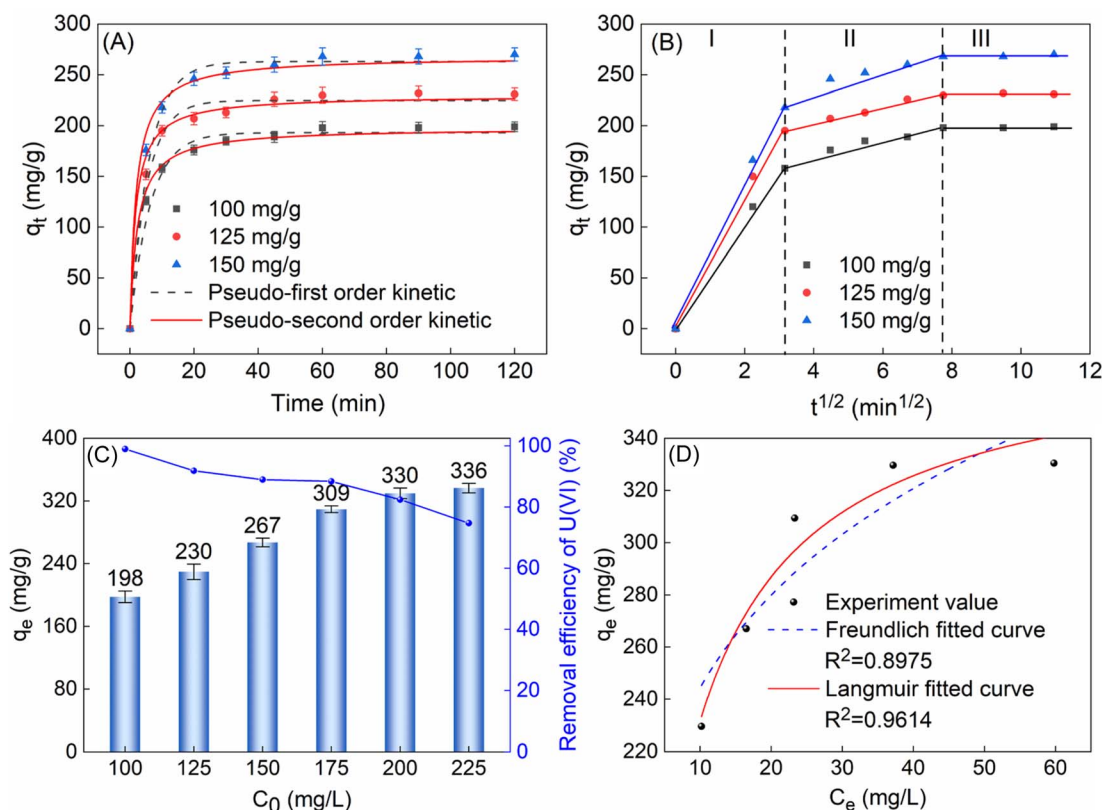 (A)
300
250
200
150
100
50
0
q_t (mg/g)
100 mg/g
125 mg/g
150 mg/g
Pseudo-first order kinetic
Pseudo-second order kinetic
0 20 40 60 80 100 120
Time (min)
(B)
I II III
300
250
200
150
100
50
0
q_t (mg/g)
100 mg/g
125 mg/g
150 mg/g
0 2 4 6 8 10 12
t^1/2 (min^1/2)
(C)
400
320
240
160
80
0
q_e (mg/g)
198 230 267 309 330 336
100
80
60
40
20
0
Removal efficiency of U(VI) (%)
100 125 150 175 200 225
C_0 (mg/L)
(D)
340
320
300
280
260
240
220
q_e (mg/g)
Experiment value
Freundlich fitted curve
R^2=0.8975
Langmuir fitted curve
R^2=0.9614
10 20 30 40 50 60
C_e (mg/L)